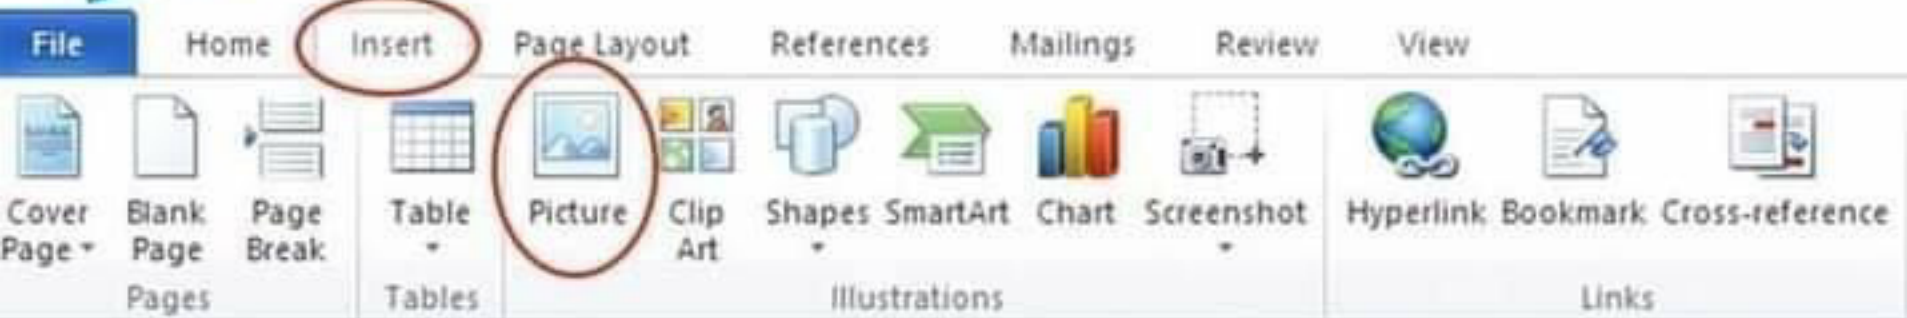 File Home Insert Page Layout References Mailings Review View
Cover Page Blank Page Page Break Table Picture Clip Art Shapes SmartArt Chart Screenshot Hyperlink Bookmark Cross-reference
Pages Tables Illustrations Links